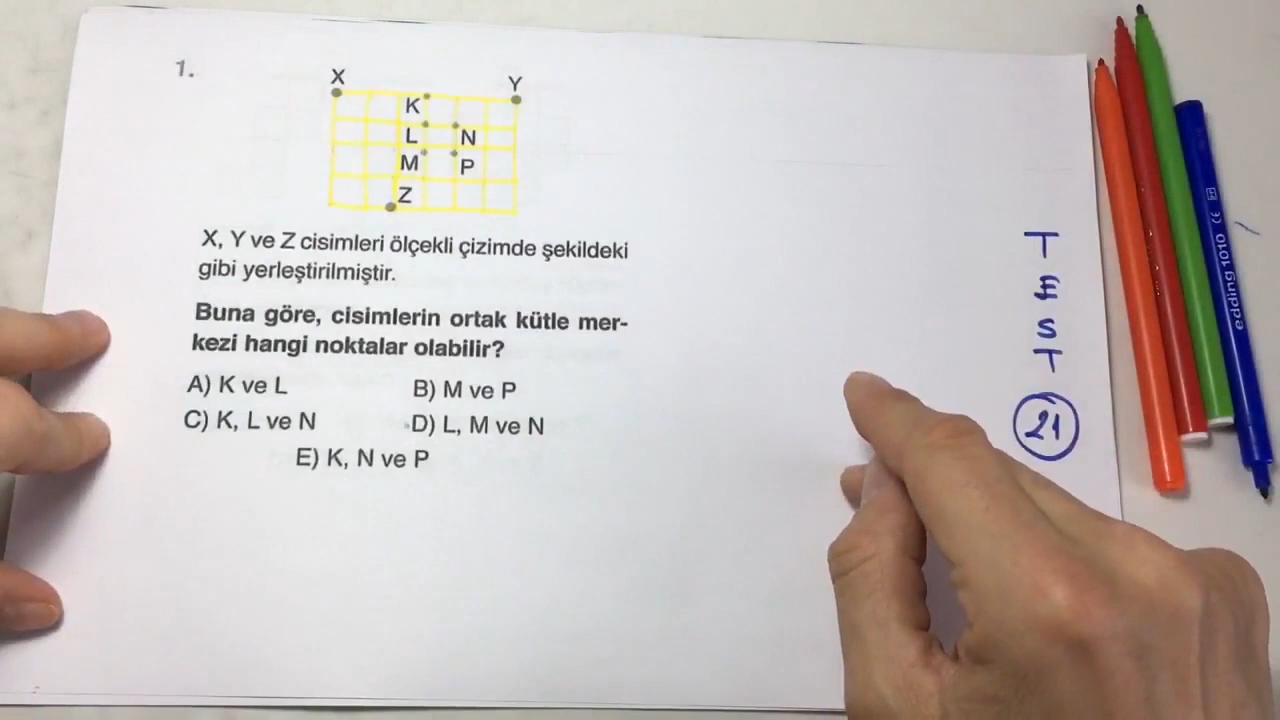 1.
X
Y
K
L
N
M
P
Z
X, Y ve Z cisimleri ölçekli çizimde şekildeki
gibi yerleştirilmiştir.
Buna göre, cisimlerin ortak kütle mer-
kezi hangi noktalar olabilir?
A) K ve L
B) M ve P
C) K, L ve N
D) L, M ve N
E) K, N ve P
T
E
S
T
21
edding 1010